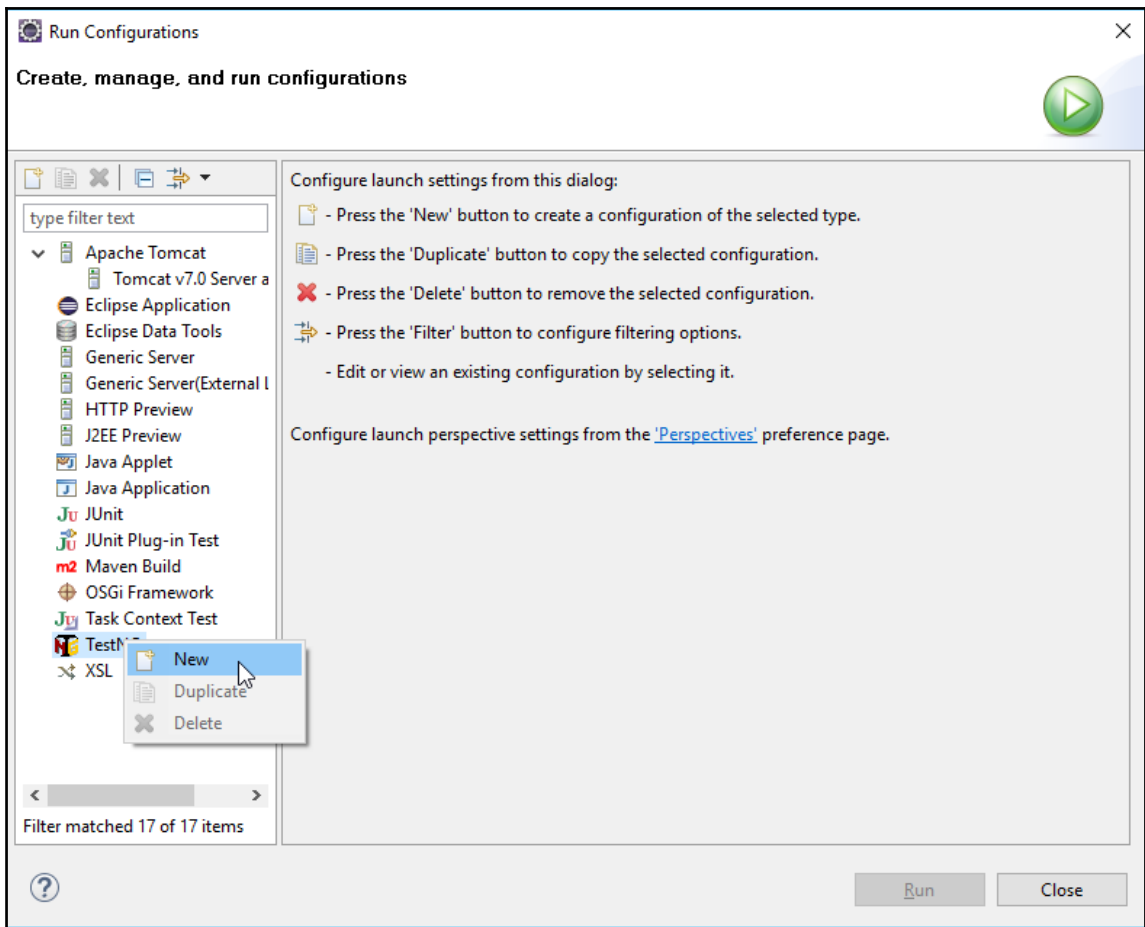 Run Configurations
Create, manage, and run configurations
type filter text
Apache Tomcat
Tomcat v7.0 Server a
Eclipse Application
Eclipse Data Tools
Generic Server
Generic Server(External L
HTTP Preview
J2EE Preview
Java Applet
Java Application
JUnit
JUnit Plug-in Test
m2 Maven Build
OSGi Framework
Task Context Test
XSL
New
Duplicate
Delete
Filter matched 17 of 17 items
Configure launch settings from this dialog:
- Press the 'New' button to create a configuration of the selected type.
- Press the 'Duplicate' button to copy the selected configuration.
- Press the 'Delete' button to remove the selected configuration.
- Press the 'Filter' button to configure filtering options.
- Edit or view an existing configuration by selecting it.
Configure launch perspective settings from the 'Perspectives' preference page.
Run
Close